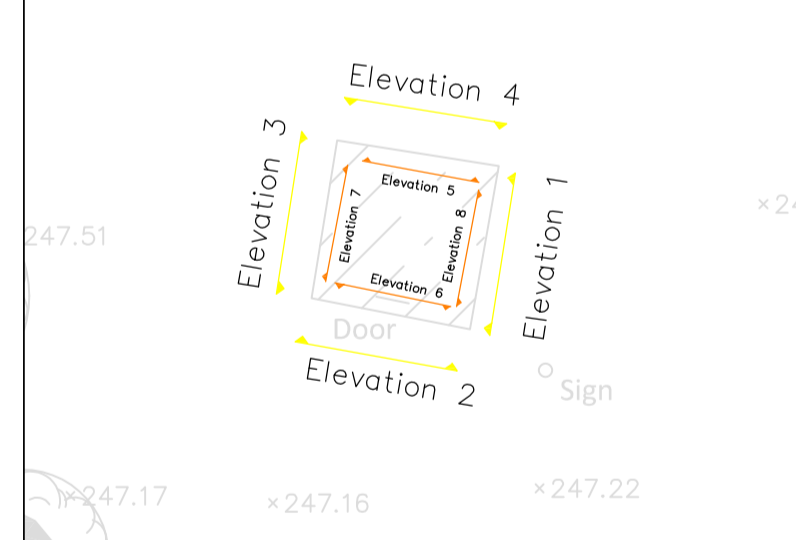 Elevation 4
Elevation 3
Elevation 5
Elevation 1
Elevation 7
Elevation 8
247.51
Elevation 6
Door
Elevation 2
Sign
×247.17
×247.16
×247.22